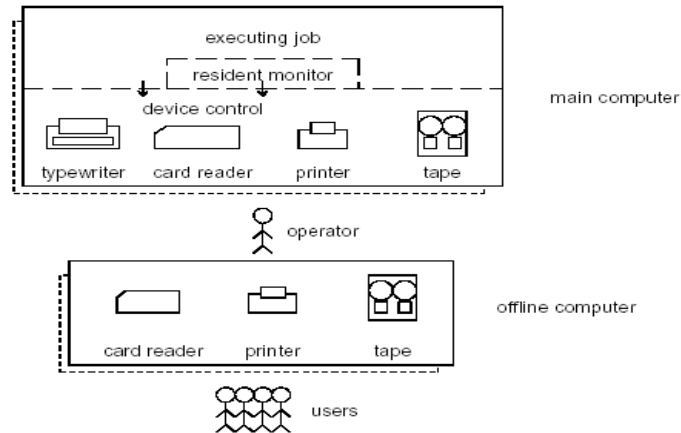 executing job
resident monitor
main computer
device control
typewriter card reader printer tape
operator
offline computer
card reader printer tape
users